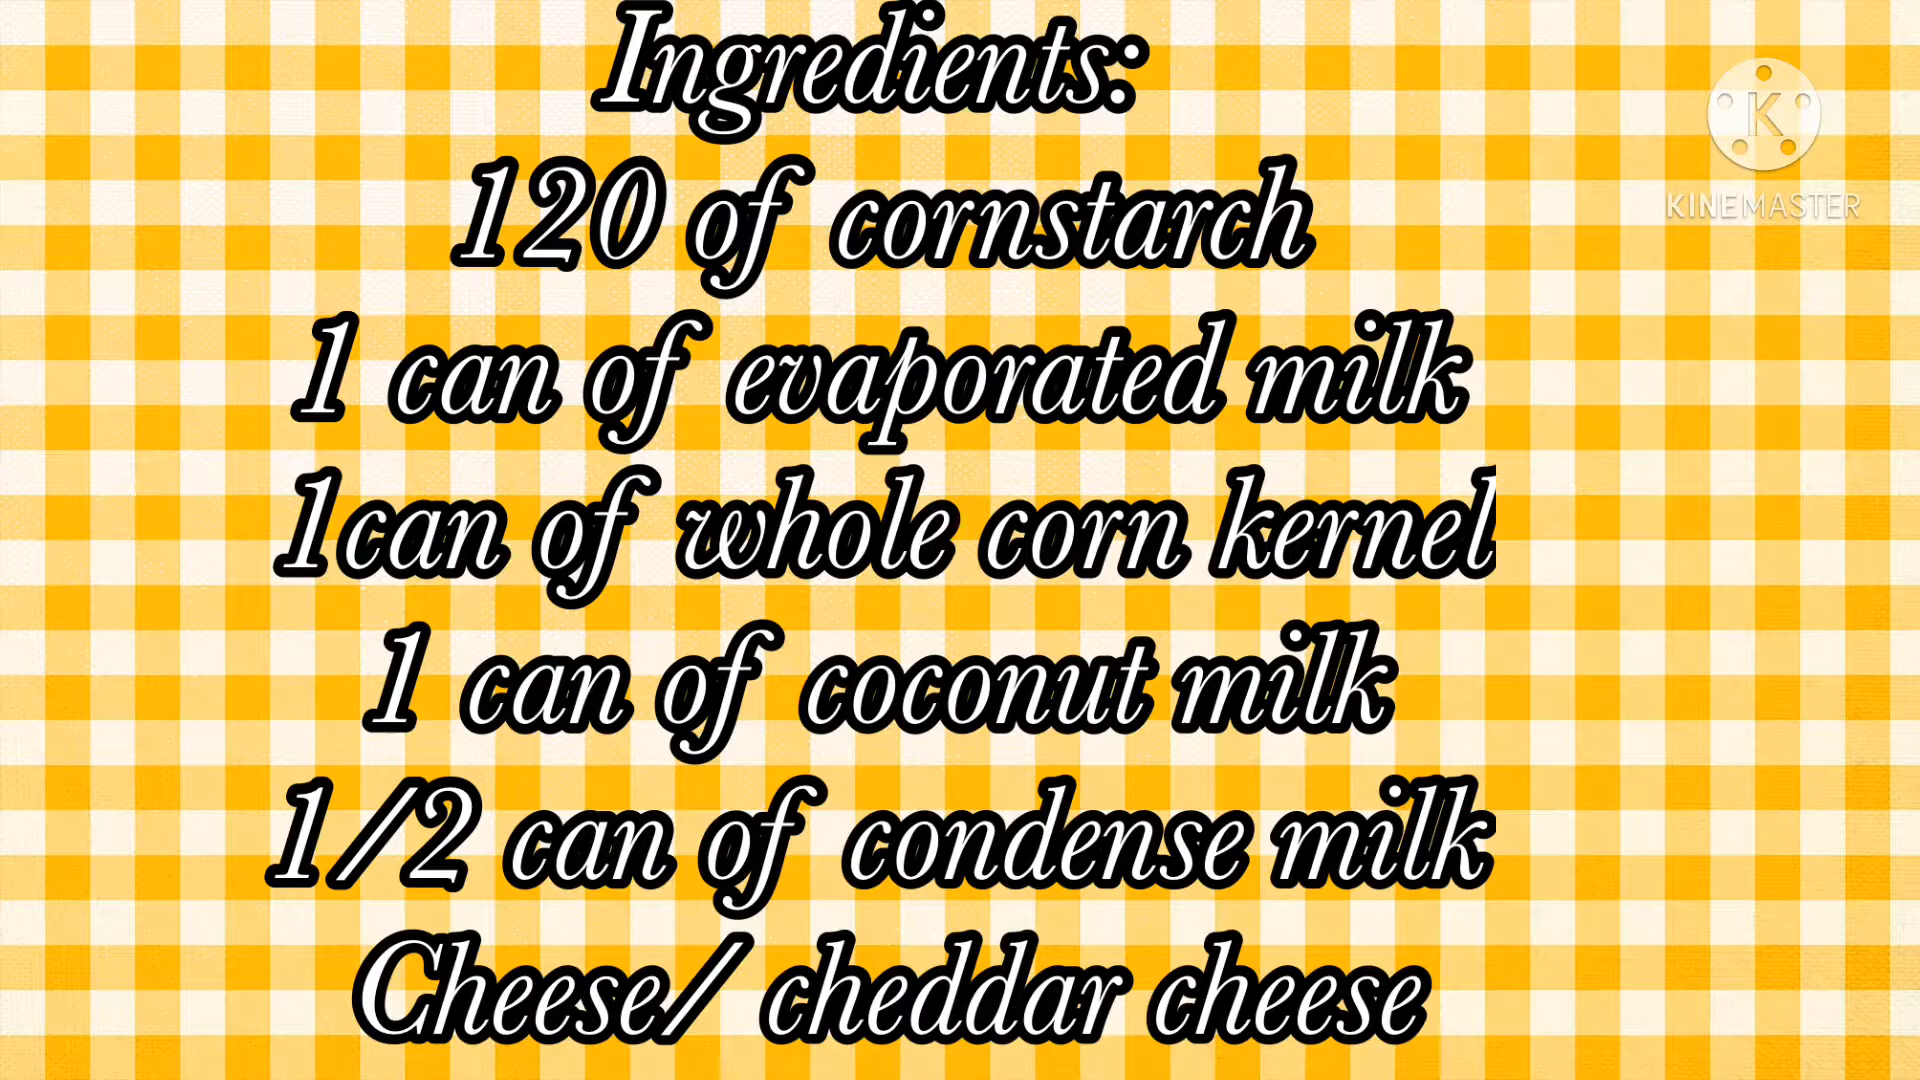 Ingredients:
120 of cornstarch
1 can of evaporated milk
1can of whole corn kernel
1 can of coconut milk
1/2 can of condense milk
Cheese/ cheddar cheese
K
KINEMASTER